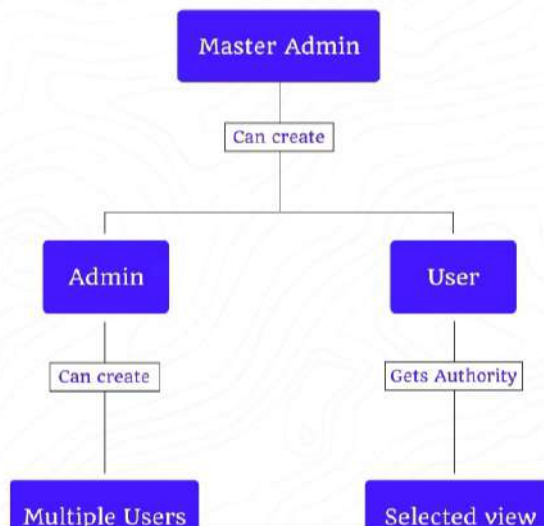 Master Admin
Can create
Admin
User
Can create
Gets Authority
Multiple Users
Selected view